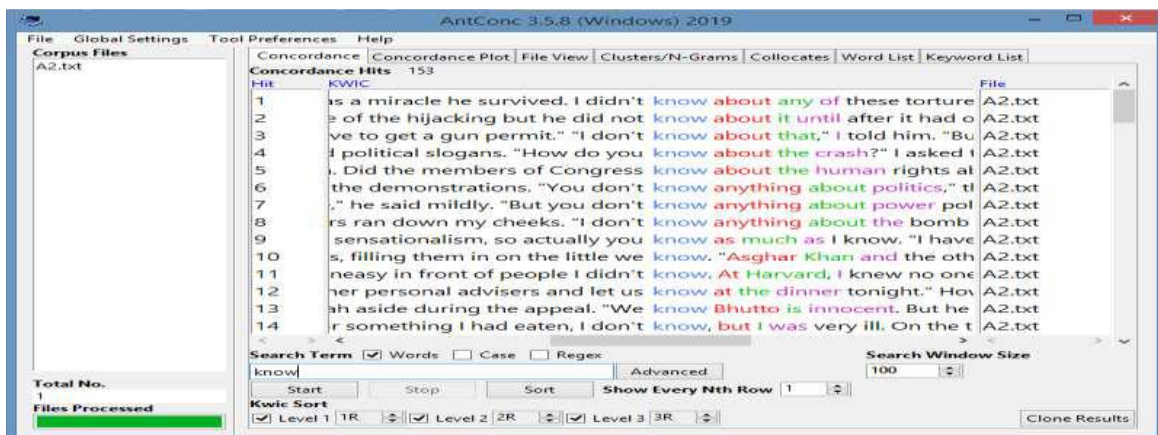 AntConc 3.5.8 (Windows) 2019
File Global Settings Tool Preferences Help
Corpus Files
A2.txt
Concordance Concordance Plot File View Clusters/N-Grams Collocates Word List Keyword List
Concordance Hits 153
Hit KWIC File
1 as a miracle he survived. I didn't know about any of these torture A2.txt
2 e of the hijacking but he did not know about it until after it had o A2.txt
3 ve to get a gun permit." "I don't know about that," I told him. "Bu A2.txt
4 l political slogans. "How do you know about the crash?" I asked t A2.txt
5 . Did the members of Congress know about the human rights al A2.txt
6 the demonstrations. "You don't know anything about politics," tl A2.txt
7 ," he said mildly. "But you don't know anything about power pol A2.txt
8 rs ran down my cheeks. "I don't know anything about the bomb A2.txt
9 sensationalism, so actually you know as much as I know. "I have A2.txt
10 s, filling them in on the little we know. "Asghar Khan and the oth A2.txt
11 neasy in front of people I didn't know. At Harvard, I knew no one A2.txt
12 ner personal advisers and let us know at the dinner tonight." How A2.txt
13 ah aside during the appeal. "We know Bhutto is innocent. But he A2.txt
14 r something I had eaten, I don't know, but I was very ill. On the t A2.txt
Search Term Words Case Regex Search Window Size
know Advanced 100
Total No.
1
Start Stop Sort Show Every Nth Row 1
Files Processed
Kwic Sort
Level 1 1R Level 2 2R Level 3 3R Clone Results